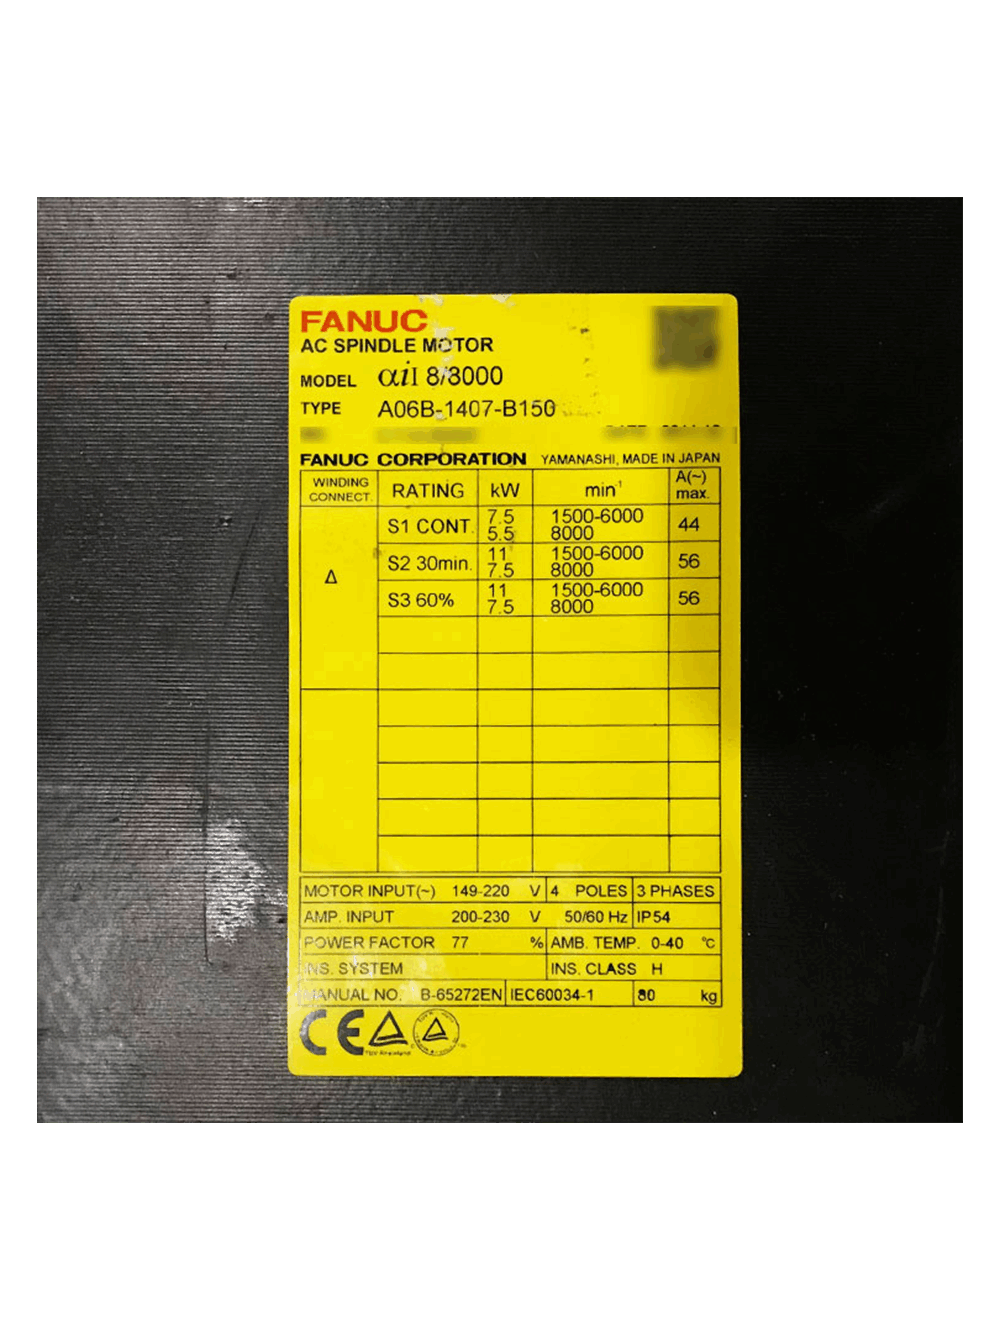 FANUC
AC SPINDLE MOTOR
MODEL αiI 8/8000
TYPE A06B-1407-B150
FANUC CORPORATION YAMANASHI, MADE IN JAPAN
WINDING CONNECT. RATING kW min⁻¹ A(~) max.
Δ S1 CONT. 7.5 1500-6000 44
5.5 8000
S2 30min. 11 1500-6000 56
7.5 8000
S3 60% 11 1500-6000 56
7.5 8000
MOTOR INPUT(~) 149-220 V 4 POLES 3 PHASES
AMP. INPUT 200-230 V 50/60 Hz IP54
POWER FACTOR 77 % AMB. TEMP. 0-40 °C
INS. SYSTEM INS. CLASS H
MANUAL NO. B-65272EN IEC60034-1 80 kg
CE
TÜV Rheinland